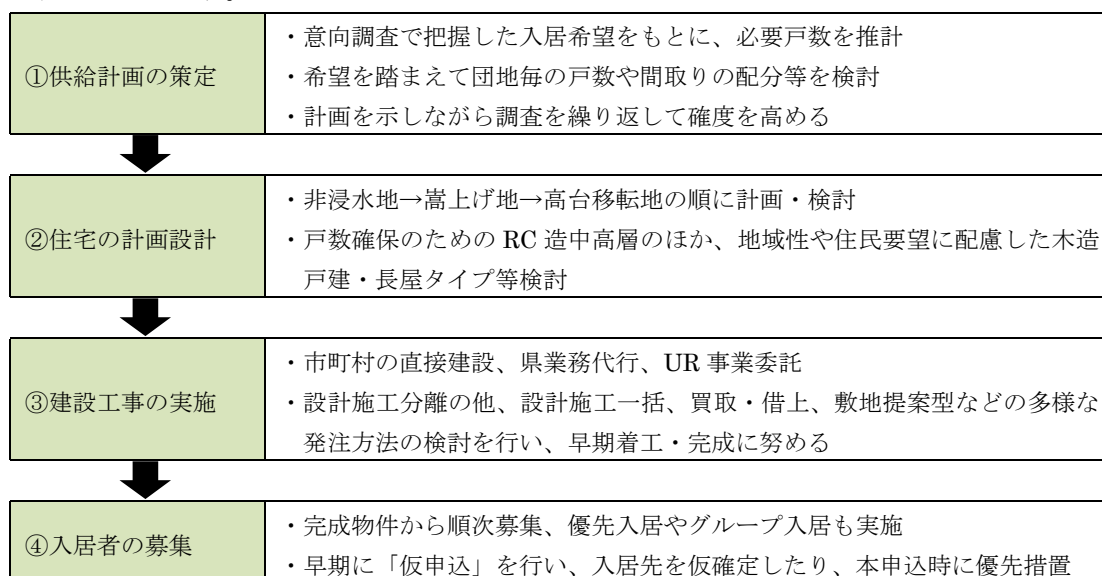 ・意向調査で把握した入居希望をもとに、必要戸数を推計
①供給計画の策定
・希望を踏まえて団地毎の戸数や間取りの配分等を検討
・計画を示しながら調査を繰り返して確度を高める
・非浸水地→嵩上げ地→高台移転地の順に計画・検討
②住宅の計画設計
・戸数確保のための RC 造中高層のほか、地域性や住民要望に配慮した木造
戸建・長屋タイプ等検討
・市町村の直接建設、県業務代行、UR 事業委託
③建設工事の実施
・設計施工分離の他、設計施工一括、買取・借上、敷地提案型などの多様な
発注方法の検討を行い、早期着工・完成に努める
④入居者の募集
・完成物件から順次募集、優先入居やグループ入居も実施
・早期に「仮申込」を行い、入居先を仮確定したり、本申込時に優先措置